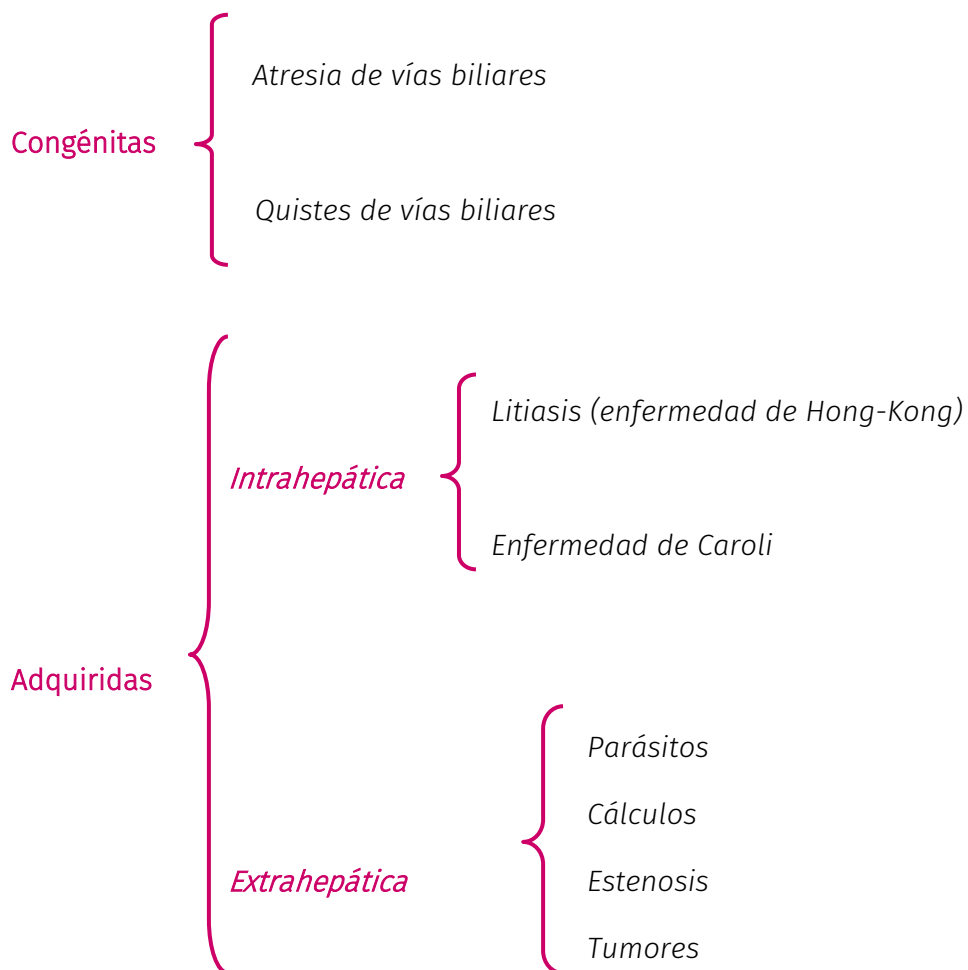 Congénitas
Atresia de vías biliares
Quistes de vías biliares
Adquiridas
Intrahepática
Litiasis (enfermedad de Hong-Kong)
Enfermedad de Caroli
Extrahepática
Parásitos
Cálculos
Estenosis
Tumores